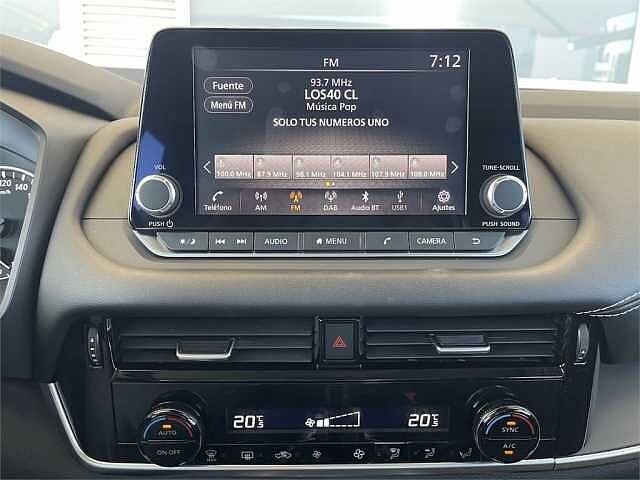 FM 7:12
Fuente
93.7 MHz
LOS40 CL
Menú FM
Música Pop
SOLO TUS NUMEROS UNO
VOL
TUNE·SCROLL
100.0 MHz 87.9 MHz 98.1 MHz 104.1 MHz 107.9 MHz 108.0 MHz
Teléfono AM FM DAB Audio BT USB1 Ajustes
PUSH
PUSH SOUND
AUDIO MENU CAMERA
120 140
20°C 20°C
AUTO
SYNC
ON·OFF
A/C